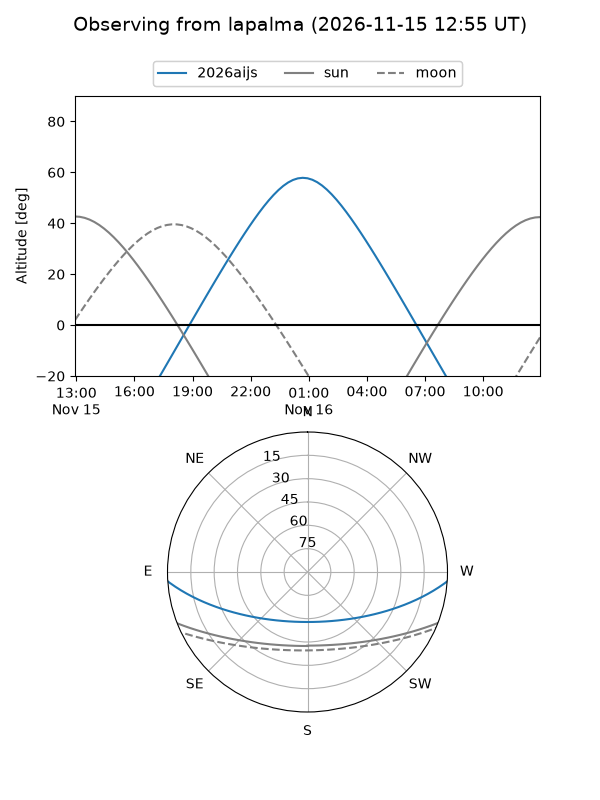 Observing from lapalma (2026-11-15 12:55 UT)
2026aijs sun moon
80
60
40
20
0
−20
Altitude [deg]
13:00 16:00 19:00 22:00 01:00 04:00 07:00 10:00
Nov 15 Nov 16
N
NE NW
15
30
45
60
75
E W
SE SW
S